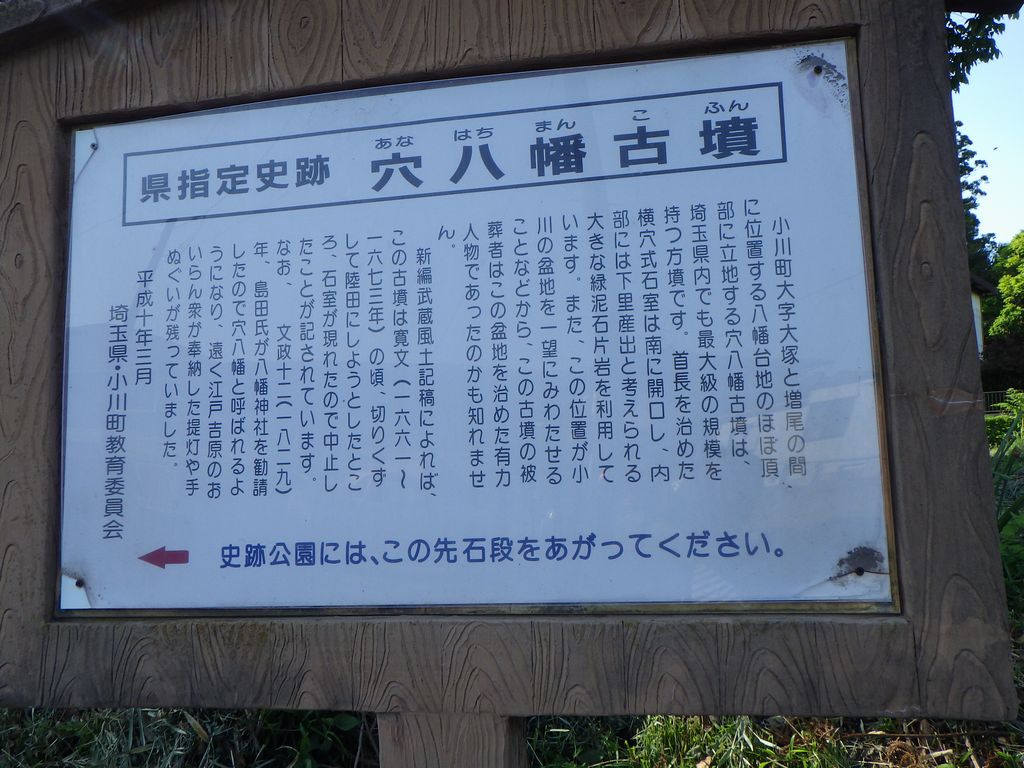 県指定史跡 穴八幡古墳
あな はち まん こ ふん
小川町大字大塚と増尾の間、
に位置する八幡台地のほぼ頂
部に立地する穴八幡古墳は、
埼玉県内でも最大級の規模を
持つ方墳です。首長を治めた
横穴式石室は南に開口し、内
部には下里産出と考えられる
大きな緑泥石片岩を利用して
います。また、この位置が小
川の盆地を一望にみわたせる
ことなどから、この古墳の被
葬者はこの盆地を治めた有力
人物であったのかも知れませ
ん。
新編武蔵風土記稿によれば、
この古墳は寛文(一六六一~
一六七三年)の頃、切りくず
して陸田にしようとしたとこ
ろ、石室が現れたので中止し
たことが記されています。
なお、 文政十二(一八二九)
年、島田氏が八幡神社を勧請
したので穴八幡と呼ばれるよ
うになり、遠く江戸吉原のお
いらん衆が奉納した提灯や手
ぬぐいが残っていました。
平成十年三月
埼玉県・小川町教育委員会
史跡公園には、この先石段をあがってください。